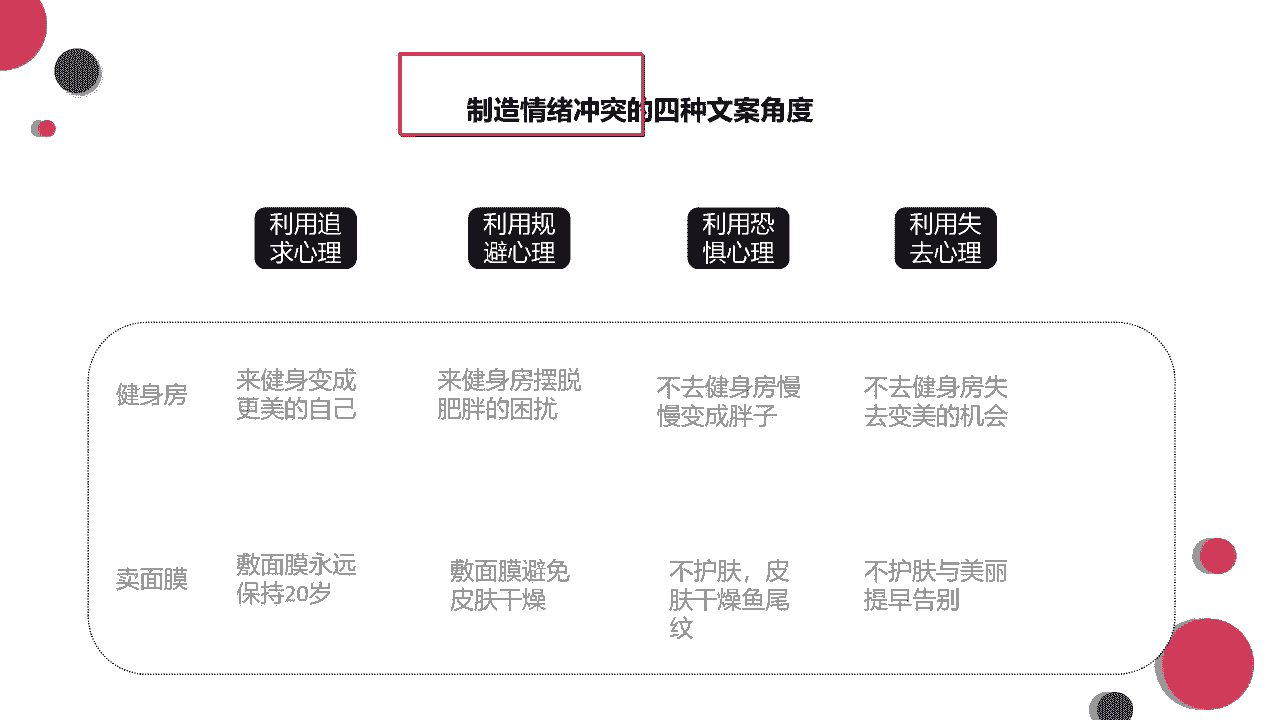 制造情绪冲突的四种文案角度
利用追
求心理
利用规
避心理
利用恐
惧心理
利用失
去心理
健身房
来健身变成
更美的自己
来健身房摆脱
肥胖的困扰
不去健身房慢
慢变成胖子
不去健身房失
去变美的机会
卖面膜
敷面膜永远
保持20岁
敷面膜避免
皮肤干燥
不护肤，皮
肤干燥鱼尾
纹
不护肤与美丽
提早告别